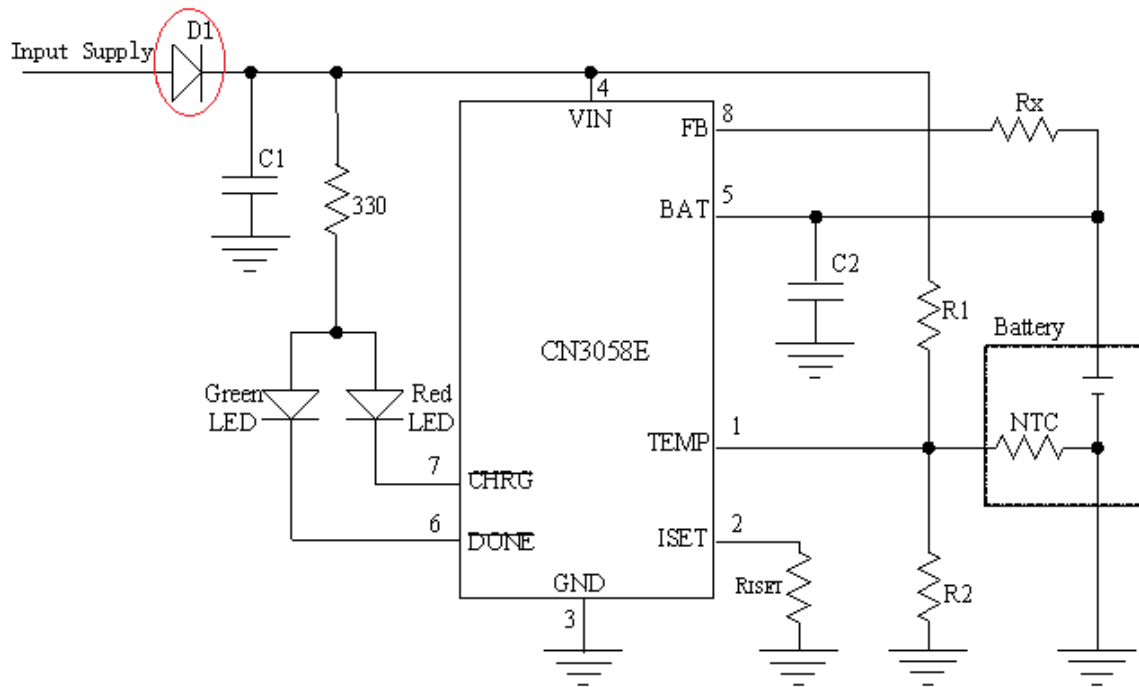 D1
Input Supply
4
VIN
8
FB
Rx
C1
330
5
BAT
C2
R1
CN3058E
Battery
Green
LED
Red
LED
1
TEMP
NTC
7
CHRG
6
DONE
2
ISET
RISET
R2
GND
3